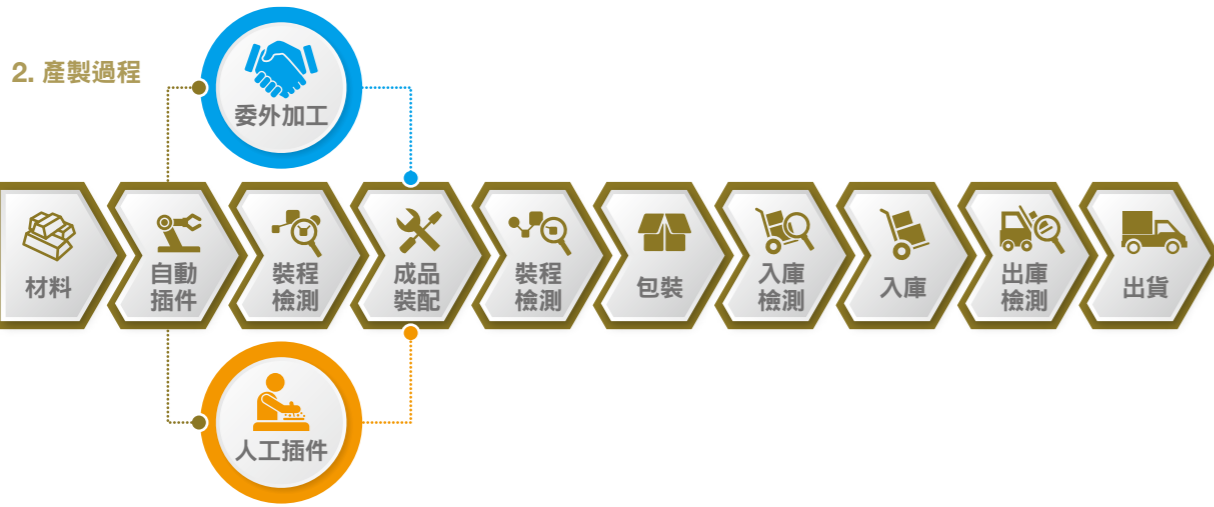 2. 產製過程
委外加工
材料
自動
插件
裝程
檢測
成品
裝配
裝程
檢測
包裝
入庫
檢測
入庫
出庫
檢測
出貨
人工插件